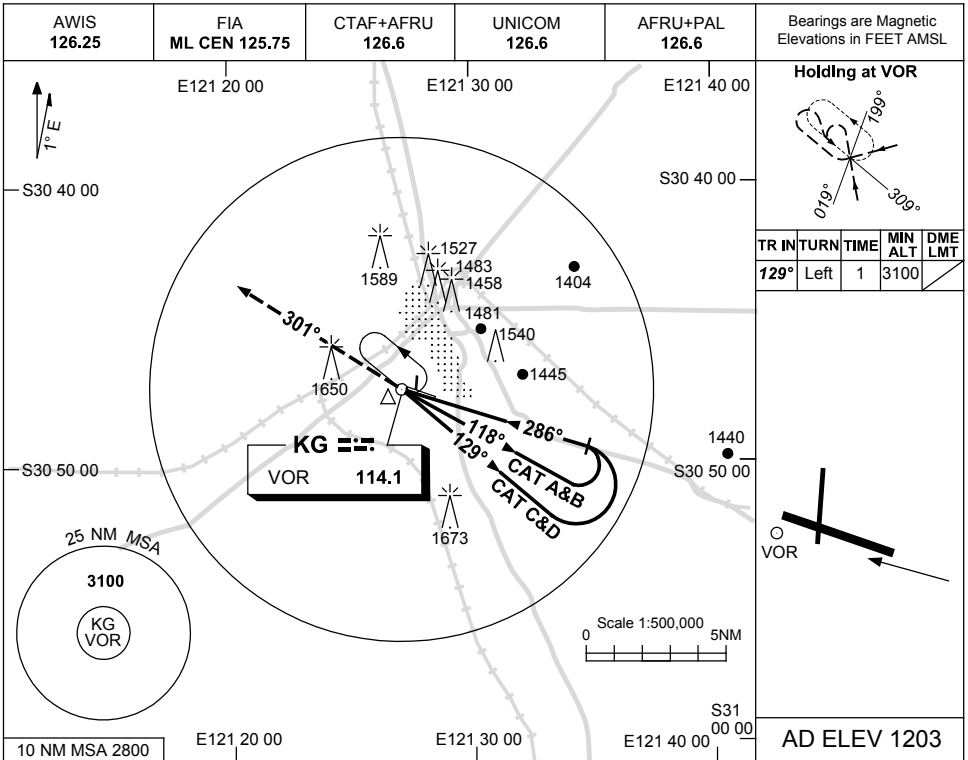 AWIS
126.25
FIA
ML CEN 125.75
CTAF+AFRU
126.6
UNICOM
126.6
AFRU+PAL
126.6
Bearings are Magnetic
Elevations in FEET AMSL
E121 20 00
E121 30 00
E121 40 00
1° E
S30 40 00
S30 40 00
1527
1483
1589
1458
1404
1481
1540
301°
1650
1445
286°
118°
129°
CAT A&B
CAT C&D
1440
S30 50 00
S30 50 00
KG
VOR 114.1
1673
25 NM MSA
3100
KG
VOR
Scale 1:500,000
0 5NM
S31
00 00
E121 20 00
E121 30 00
E121 40 00
10 NM MSA 2800
Holding at VOR
199°
019°
309°
TR IN TURN TIME MIN ALT DME LMT
129° Left 1 3100
VOR
AD ELEV 1203